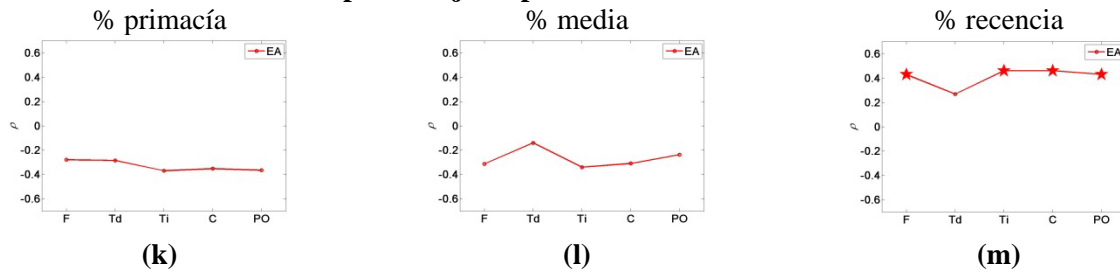 % primacía % media % recencia
0.6 EA 0.6 EA 0.6 EA
0.4 0.4 0.4
0.2 0.2 0.2
ρ 0 ρ 0 ρ 0
-0.2 -0.2 -0.2
-0.4 -0.4 -0.4
-0.6 -0.6 -0.6
F Td Ti C PO F Td Ti C PO F Td Ti C PO
(k) (l) (m)